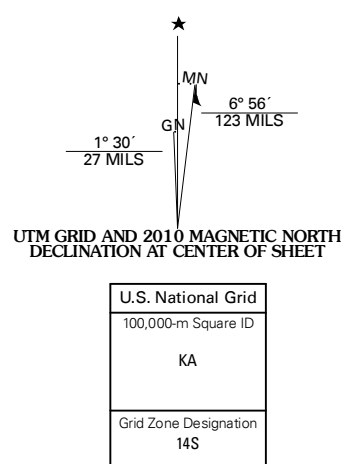 MN
6° 56´
123 MILS
GN
1° 30´
27 MILS
UTM GRID AND 2010 MAGNETIC NORTH
DECLINATION AT CENTER OF SHEET
U.S. National Grid
100,000-m Square ID
KA
Grid Zone Designation
14S